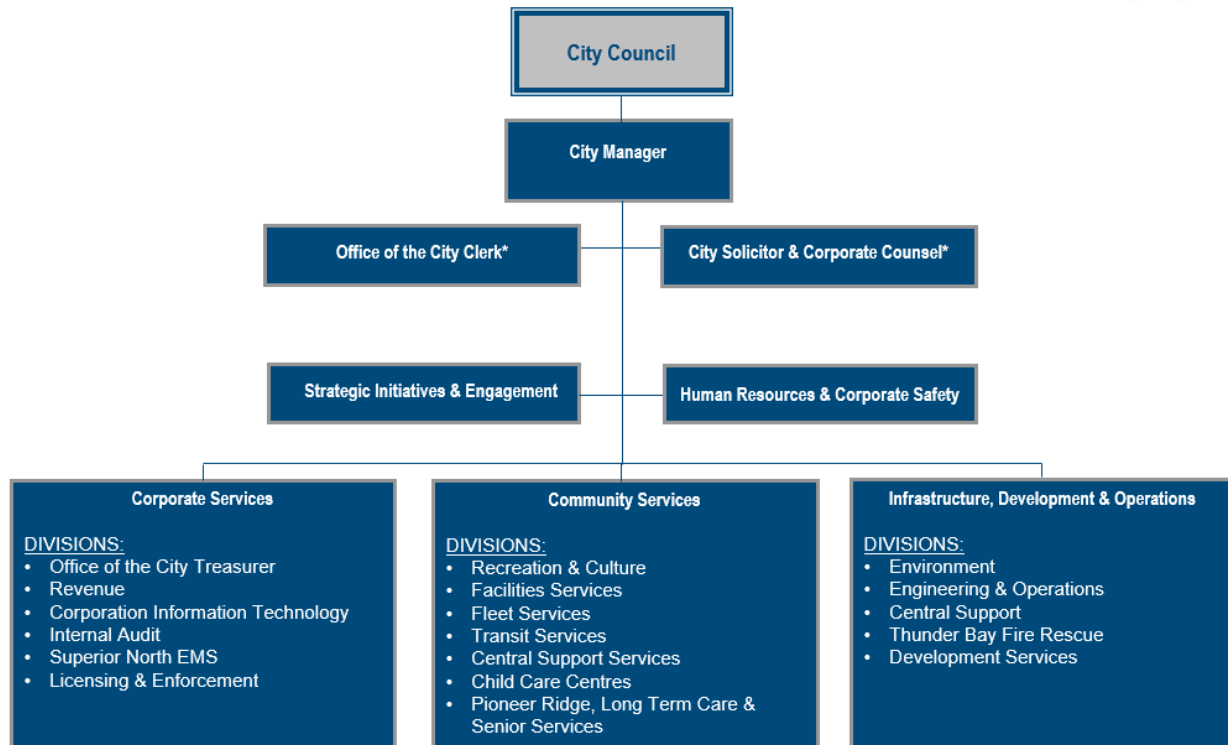 City Council
City Manager
Office of the City Clerk*
City Solicitor & Corporate Counsel*
Strategic Initiatives & Engagement
Human Resources & Corporate Safety
Corporate Services
DIVISIONS:
• Office of the City Treasurer
• Revenue
• Corporation Information Technology
• Internal Audit
• Superior North EMS
• Licensing & Enforcement
Community Services
DIVISIONS:
• Recreation & Culture
• Facilities Services
• Fleet Services
• Transit Services
• Central Support Services
• Child Care Centres
• Pioneer Ridge, Long Term Care &
Senior Services
Infrastructure, Development & Operations
DIVISIONS:
• Environment
• Engineering & Operations
• Central Support
• Thunder Bay Fire Rescue
• Development Services